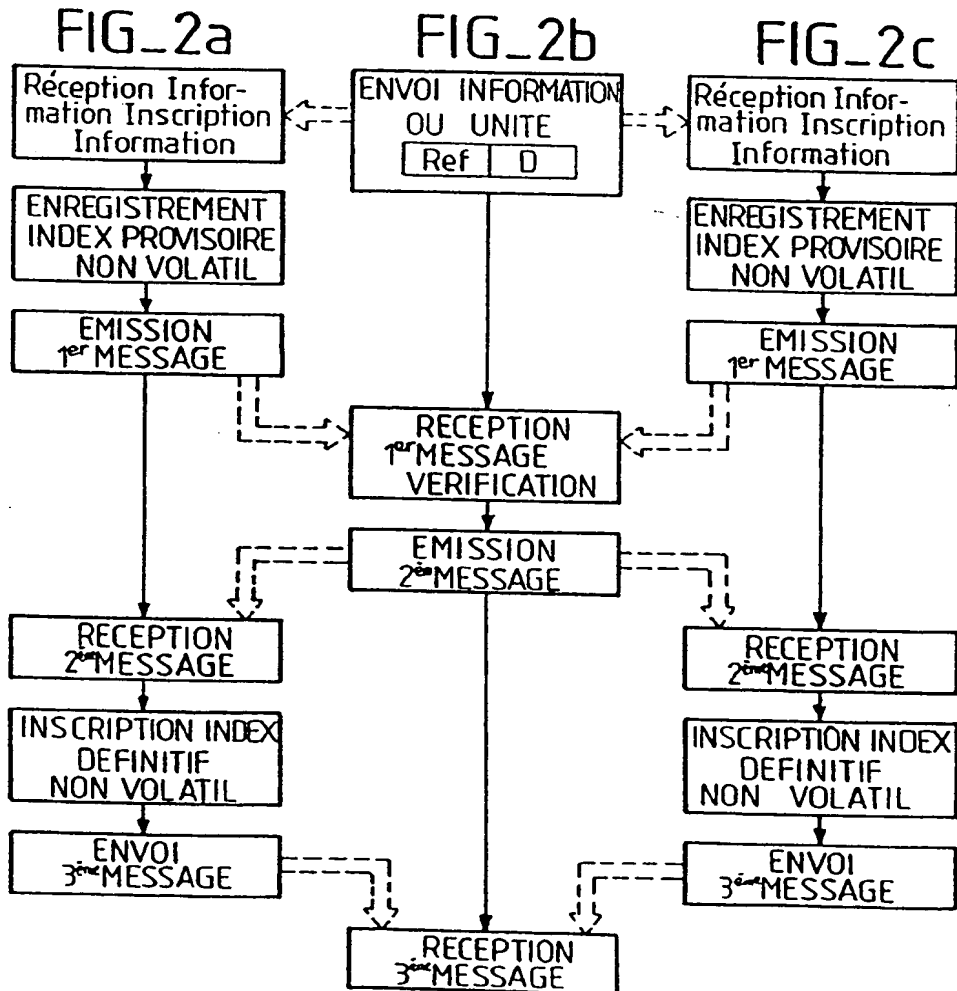 FIG_2a
Réception Infor-
mation Inscription
Information
ENREGISTREMENT
INDEX PROVISOIRE
NON VOLATIL
EMISSION
1er MESSAGE
RECEPTION
2ème MESSAGE
INSCRIPTION INDEX
DEFINITIF
NON VOLATIL
ENVOI
3ème MESSAGE
FIG_2b
ENVOI INFORMATION
OU UNITE
Ref D
RECEPTION
1er MESSAGE
VERIFICATION
EMISSION
2èm MESSAGE
RECEPTION
3ème MESSAGE
FIG_2c
Réception Infor-
mation Inscription
Information
ENREGISTREMENT
INDEX PROVISOIRE
NON VOLATIL
EMISSION
1er MESSAGE
RECEPTION
2ème MESSAGE
INSCRIPTION INDEX
DEFINITIF
NON VOLATIL
ENVOI
3ème MESSAGE